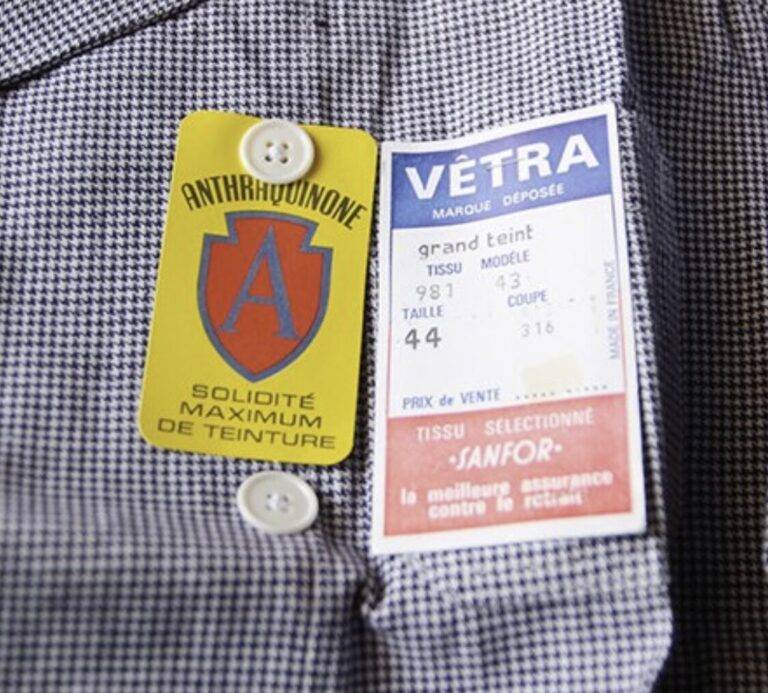 ANTHRAQUINONE
A
SOLIDITÉ
MAXIMUM
DE TEINTURE
VÊTRA
MARQUE DÉPOSÉE
grand teint
TISSU MODÈLE
981 43
TAILLE COUPE
44 316
MADE IN FRANCE
PRIX de VENTE
TISSU SÉLECTIONNÉ
·SANFOR·
la meilleure assurance
contre le retrait